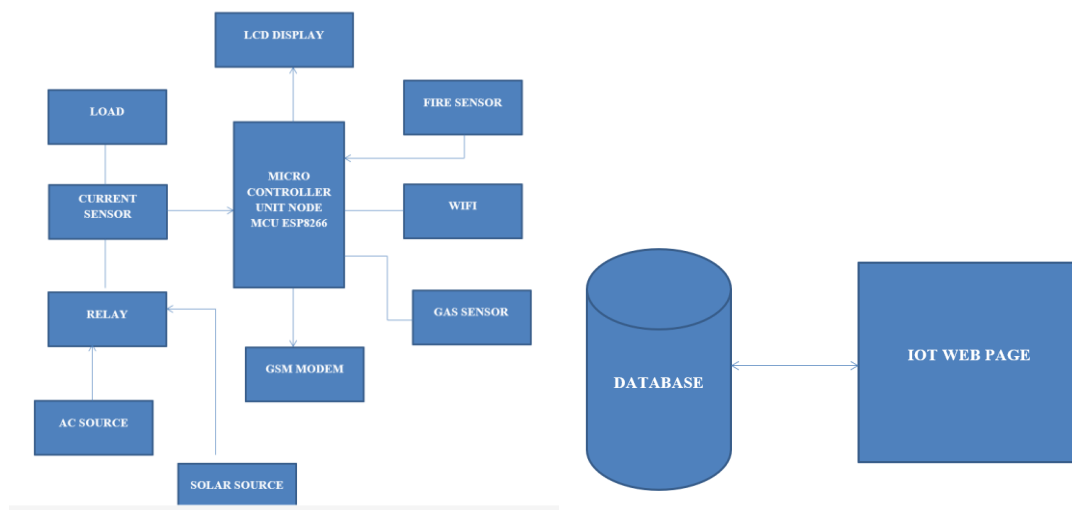 LCD DISPLAY
FIRE SENSOR
LOAD
MICRO
CONTROLLER
UNIT NODE
MCU ESP8266
CURRENT
SENSOR
WIFI
RELAY
GAS SENSOR
GSM MODEM
AC SOURCE
SOLAR SOURCE
DATABASE
IOT WEB PAGE